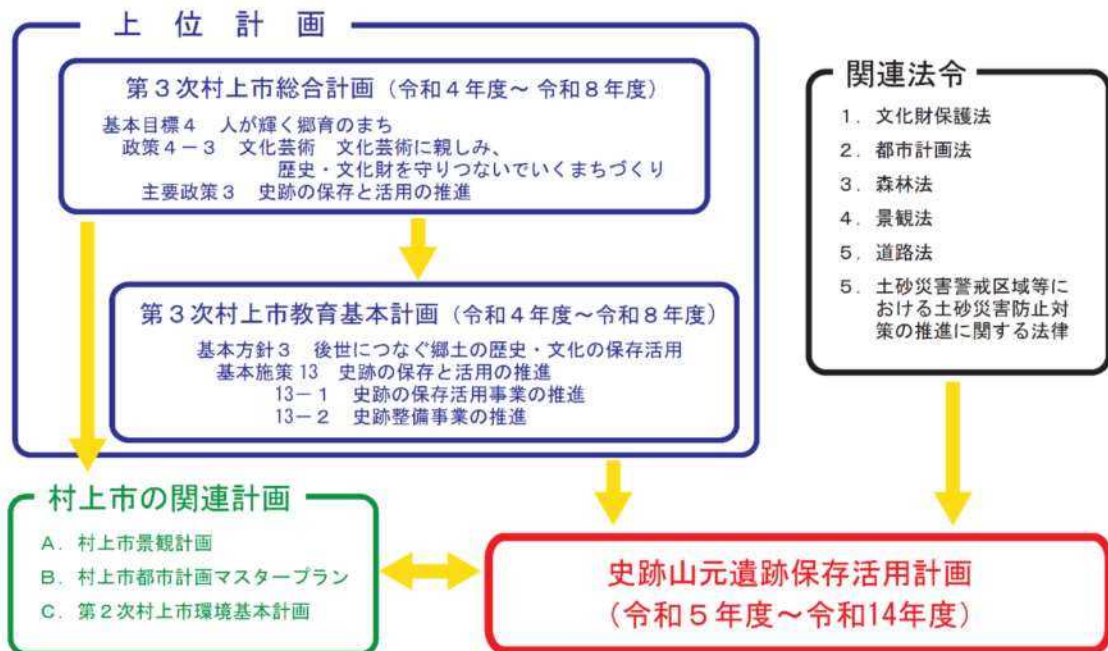 上位計画
第３次村上市総合計画（令和４年度～令和８年度）
基本目標４　人が輝く郷育のまち
政策４－３　文化芸術　文化芸術に親しみ、
歴史・文化財を守りつないでいくまちづくり
主要政策３　史跡の保存と活用の推進
第３次村上市教育基本計画（令和４年度～令和８年度）
基本方針３　後世につなぐ郷土の歴史・文化の保存活用
基本施策13　史跡の保存と活用の推進
13－１　史跡の保存活用事業の推進
13－２　史跡整備事業の推進
関連法令
１．文化財保護法
２．都市計画法
３．森林法
４．景観法
５．道路法
５．土砂災害警戒区域等に
おける土砂災害防止対
策の推進に関する法律
村上市の関連計画
Ａ．村上市景観計画
Ｂ．村上市都市計画マスタープラン
Ｃ．第２次村上市環境基本計画
史跡山元遺跡保存活用計画
（令和５年度～令和14年度）